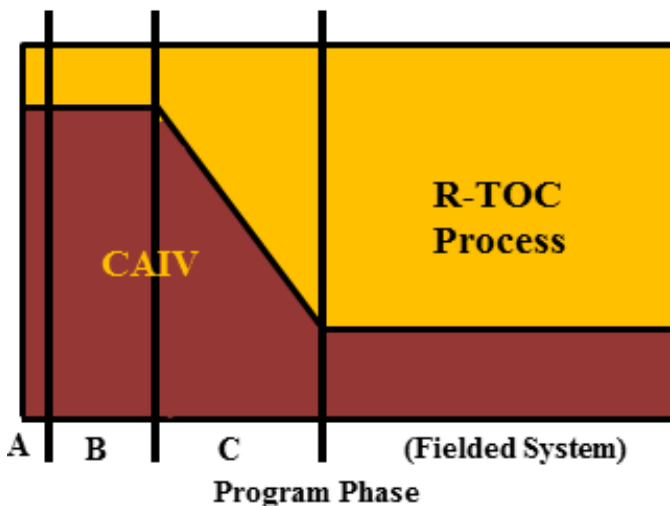 R-TOC
Process
CAIV
A B C (Fielded System)
Program Phase